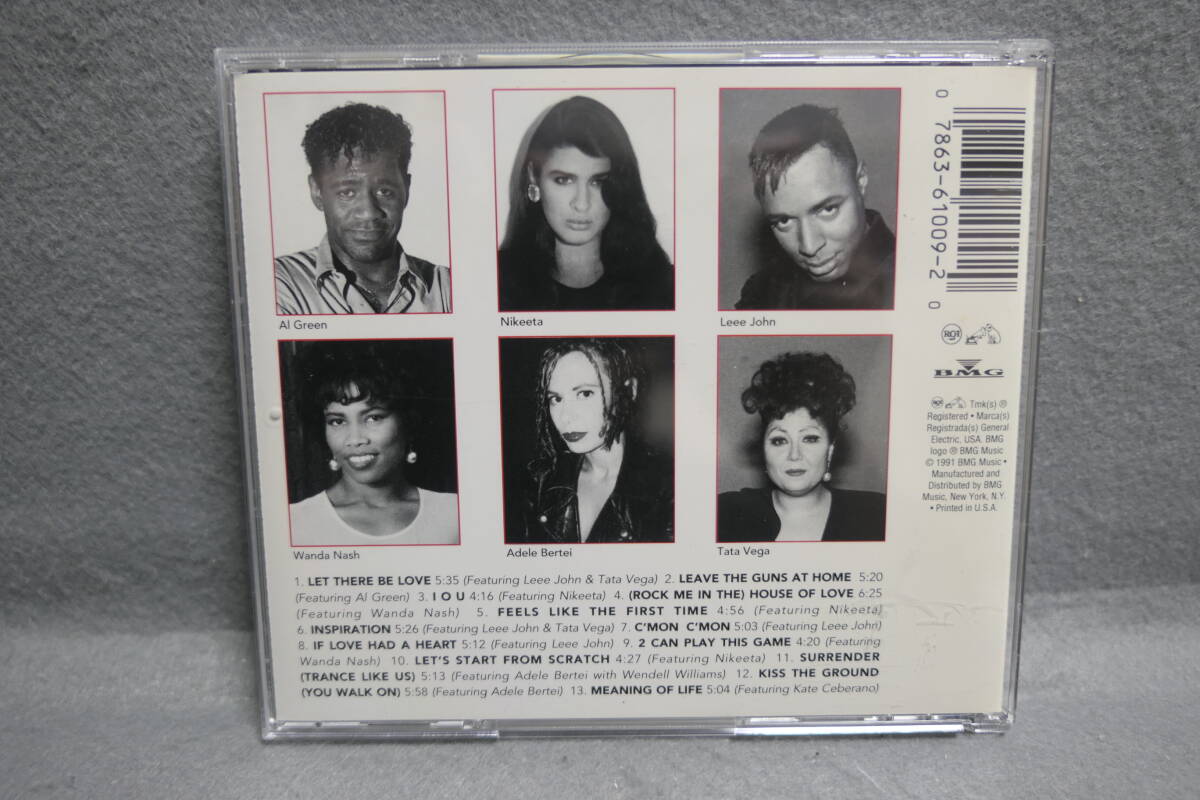 Al Green
Nikeeta
Leee John
Wanda Nash
Adele Bertei
Tata Vega
1. LET THERE BE LOVE 5:35 (Featuring Leee John & Tata Vega) 2. LEAVE THE GUNS AT HOME 5:20
(Featuring Al Green) 3. I O U 4:16 (Featuring Nikeeta) 4. (ROCK ME IN THE) HOUSE OF LOVE 6:25
(Featuring Wanda Nash) 5. FEELS LIKE THE FIRST TIME 4:56 (Featuring Nikeeta)
6. INSPIRATION 5:26 (Featuring Leee John & Tata Vega) 7. C'MON C'MON 5:03 (Featuring Leee John)
8. IF LOVE HAD A HEART 5:12 (Featuring Leee John) 9. 2 CAN PLAY THIS GAME 4:20 (Featuring
Wanda Nash) 10. LET'S START FROM SCRATCH 4:27 (Featuring Nikeeta) 11. SURRENDER
(TRANCE LIKE US) 5:13 (Featuring Adele Bertei with Wendell Williams) 12. KISS THE GROUND
(YOU WALK ON) 5:58 (Featuring Adele Bertei) 13. MEANING OF LIFE 5:04 (Featuring Kate Ceberano)
0 7863-61009-2 0
RCA
BMG
RCA Tmk(s) ®
Registered • Marca(s)
Registrada(s) General
Electric, USA. BMG
logo ® BMG Music
© 1991 BMG Music •
Manufactured and
Distributed by BMG
Music, New York, N.Y.
• Printed in U.S.A.